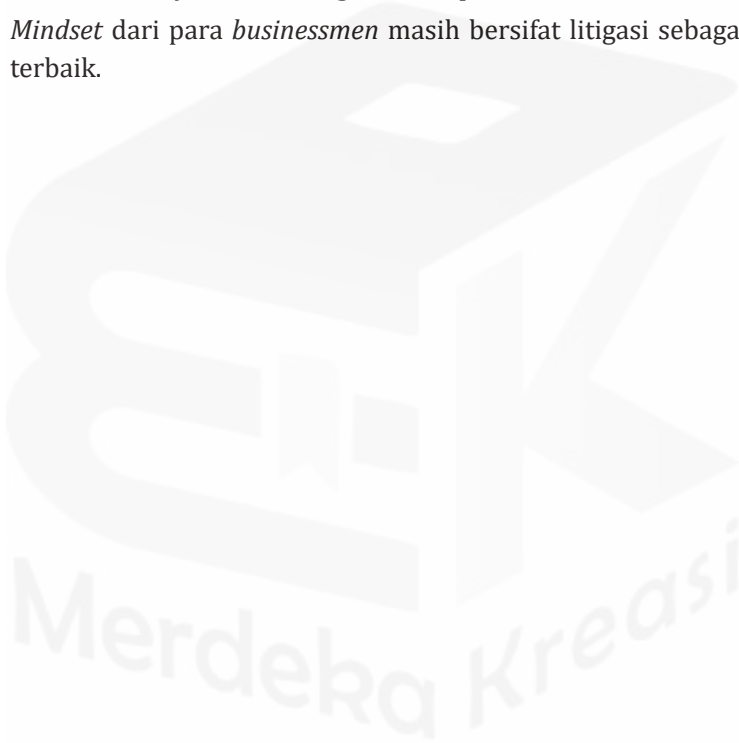 Mindset dari para businessmen masih bersifat litigasi sebaga
terbaik.
Merdeka Kreasi